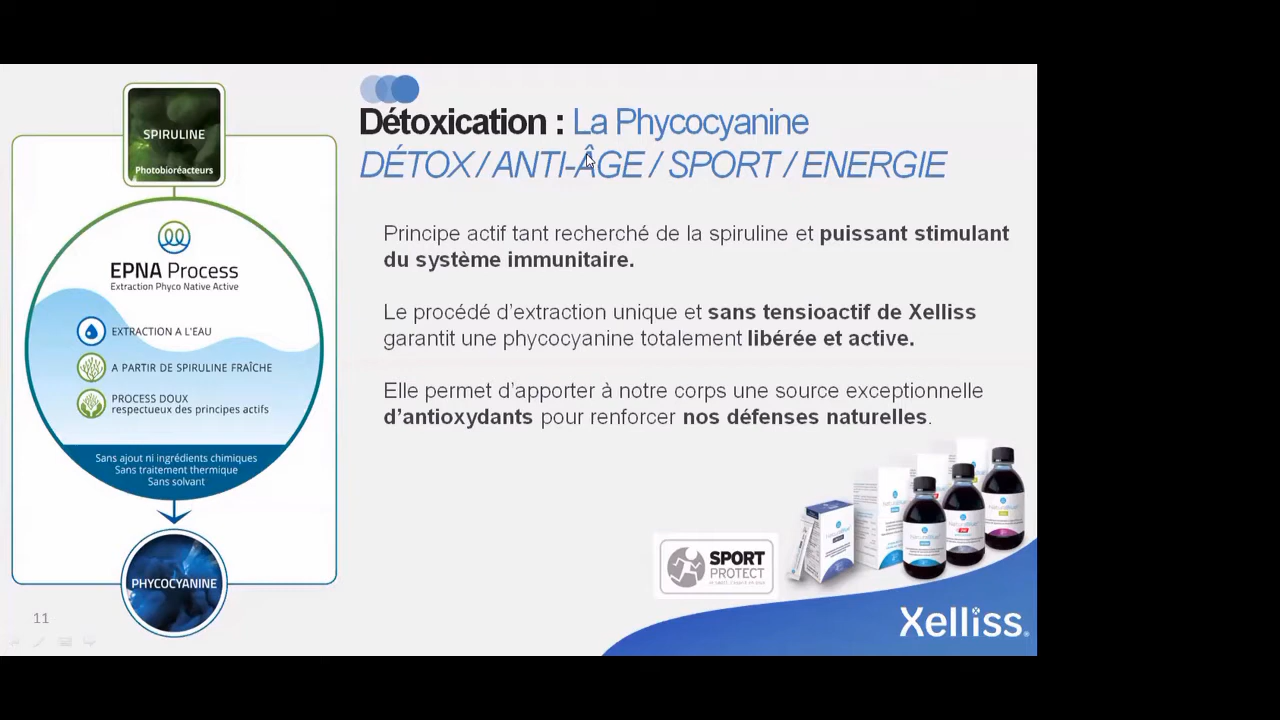 SPIRULINE
Photobioréacteurs
EPNA Process
Extraction Phyco Native Active
EXTRACTION A L'EAU
A PARTIR DE SPIRULINE FRAÎCHE
PROCESS DOUX
respectueux des principes actifs
Sans ajout ni ingrédients chimiques
Sans traitement thermique
Sans solvant
PHYCOCYANINE
11
Détoxication : La Phycocyanine
DÉTOX / ANTI-ÂGE / SPORT / ENERGIE
Principe actif tant recherché de la spiruline et puissant stimulant
du système immunitaire.
Le procédé d’extraction unique et sans tensioactif de Xelliss
garantit une phycocyanine totalement libérée et active.
Elle permet d’apporter à notre corps une source exceptionnelle
d’antioxydants pour renforcer nos défenses naturelles.
SPORT
PROTECT
Xelliss